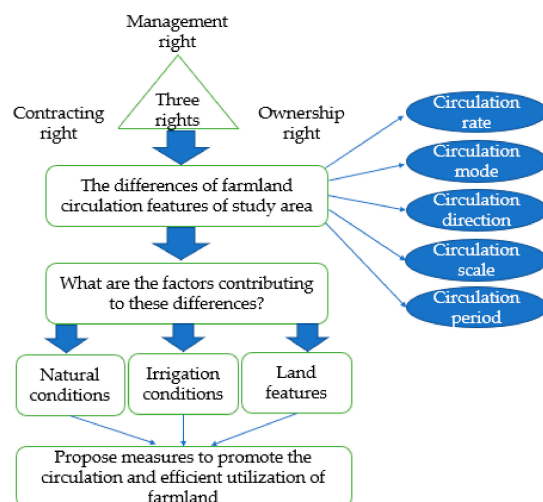 Management
right
Contracting
right
Three
rights
Ownership
right
Circulation
rate
Circulation
mode
Circulation
direction
Circulation
scale
Circulation
period
The differences of farmland
circulation features of study area
What are the factors contributing
to these differences?
Natural
conditions
Irrigation
conditions
Land
features
Propose measures to promote the
circulation and efficient utilization of
farmland